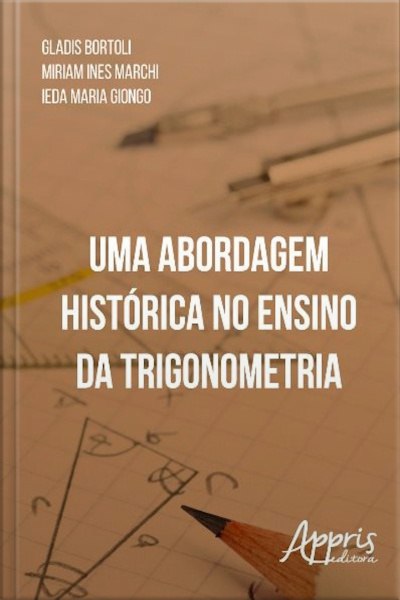 GLADIS BORTOLI
MIRIAM INES MARCHI
IEDA MARIA GIONGO
UMA ABORDAGEM
HISTÓRICA NO ENSINO
DA TRIGONOMETRIA
a
b
c
c
a
c
Appris
editora